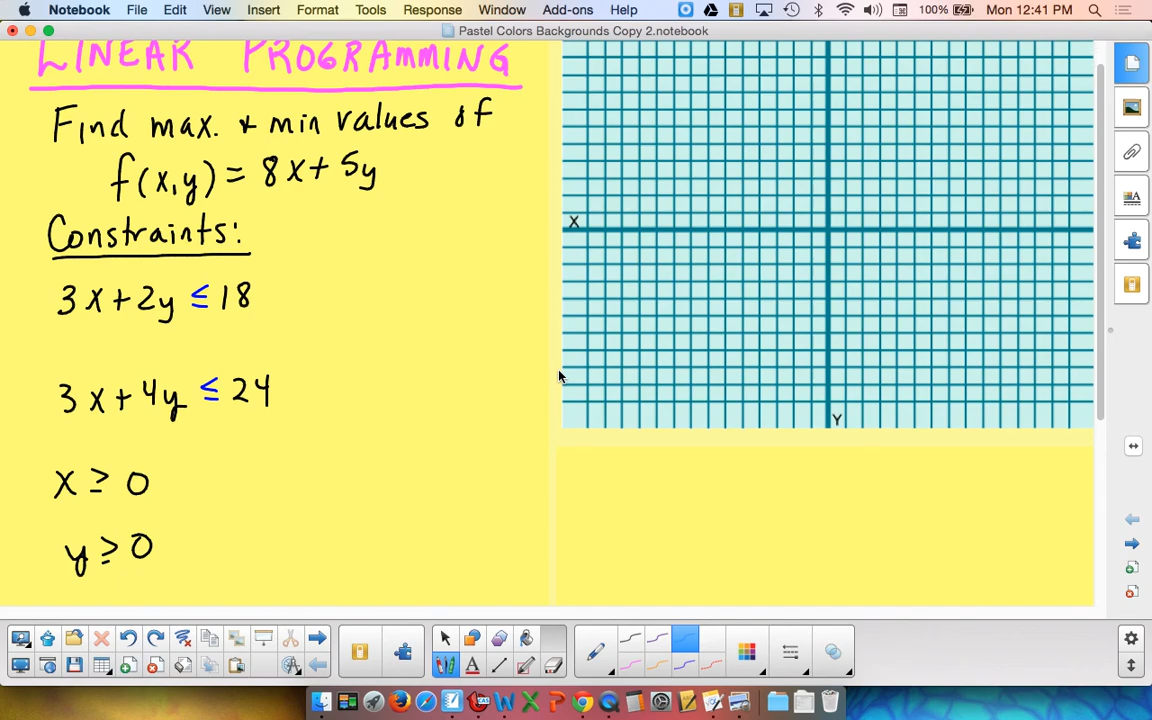 Notebook File Edit View Insert Format Tools Response Window Add-ons Help 100% Mon 12:41 PM
Pastel Colors Backgrounds Copy 2.notebook
LINEAR PROGRAMMING
Find max. + min values of
f(x,y) = 8x + 5y
Constraints:
3x + 2y ≤ 18
3x + 4y ≤ 24
x ≥ 0
y ≥ 0
X
Y